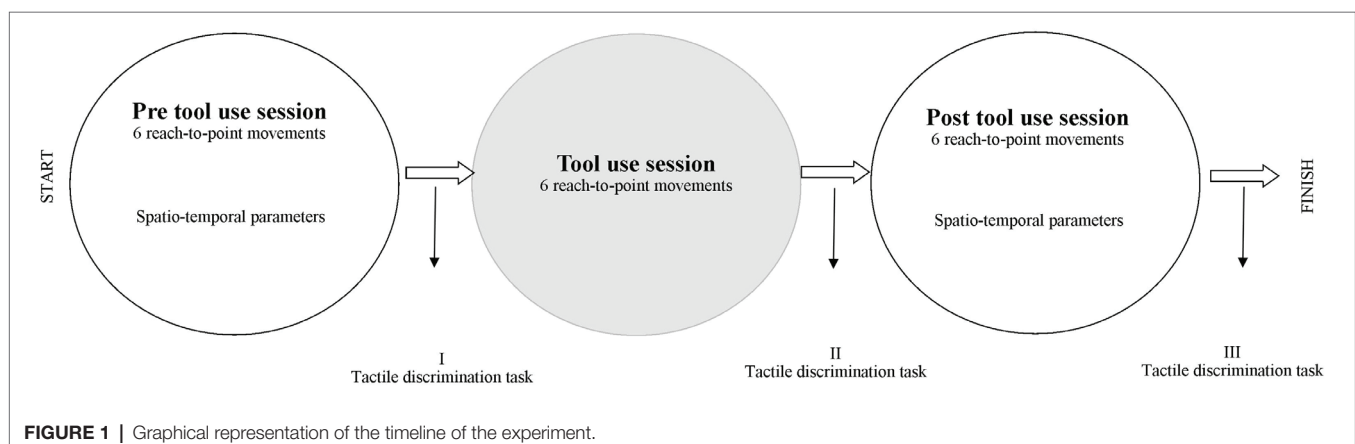 START
Pre tool use session
6 reach-to-point movements
Spatio-temporal parameters
I
Tactile discrimination task
Tool use session
6 reach-to-point movements
II
Tactile discrimination task
Post tool use session
6 reach-to-point movements
Spatio-temporal parameters
III
Tactile discrimination task
FINISH
FIGURE 1 | Graphical representation of the timeline of the experiment.